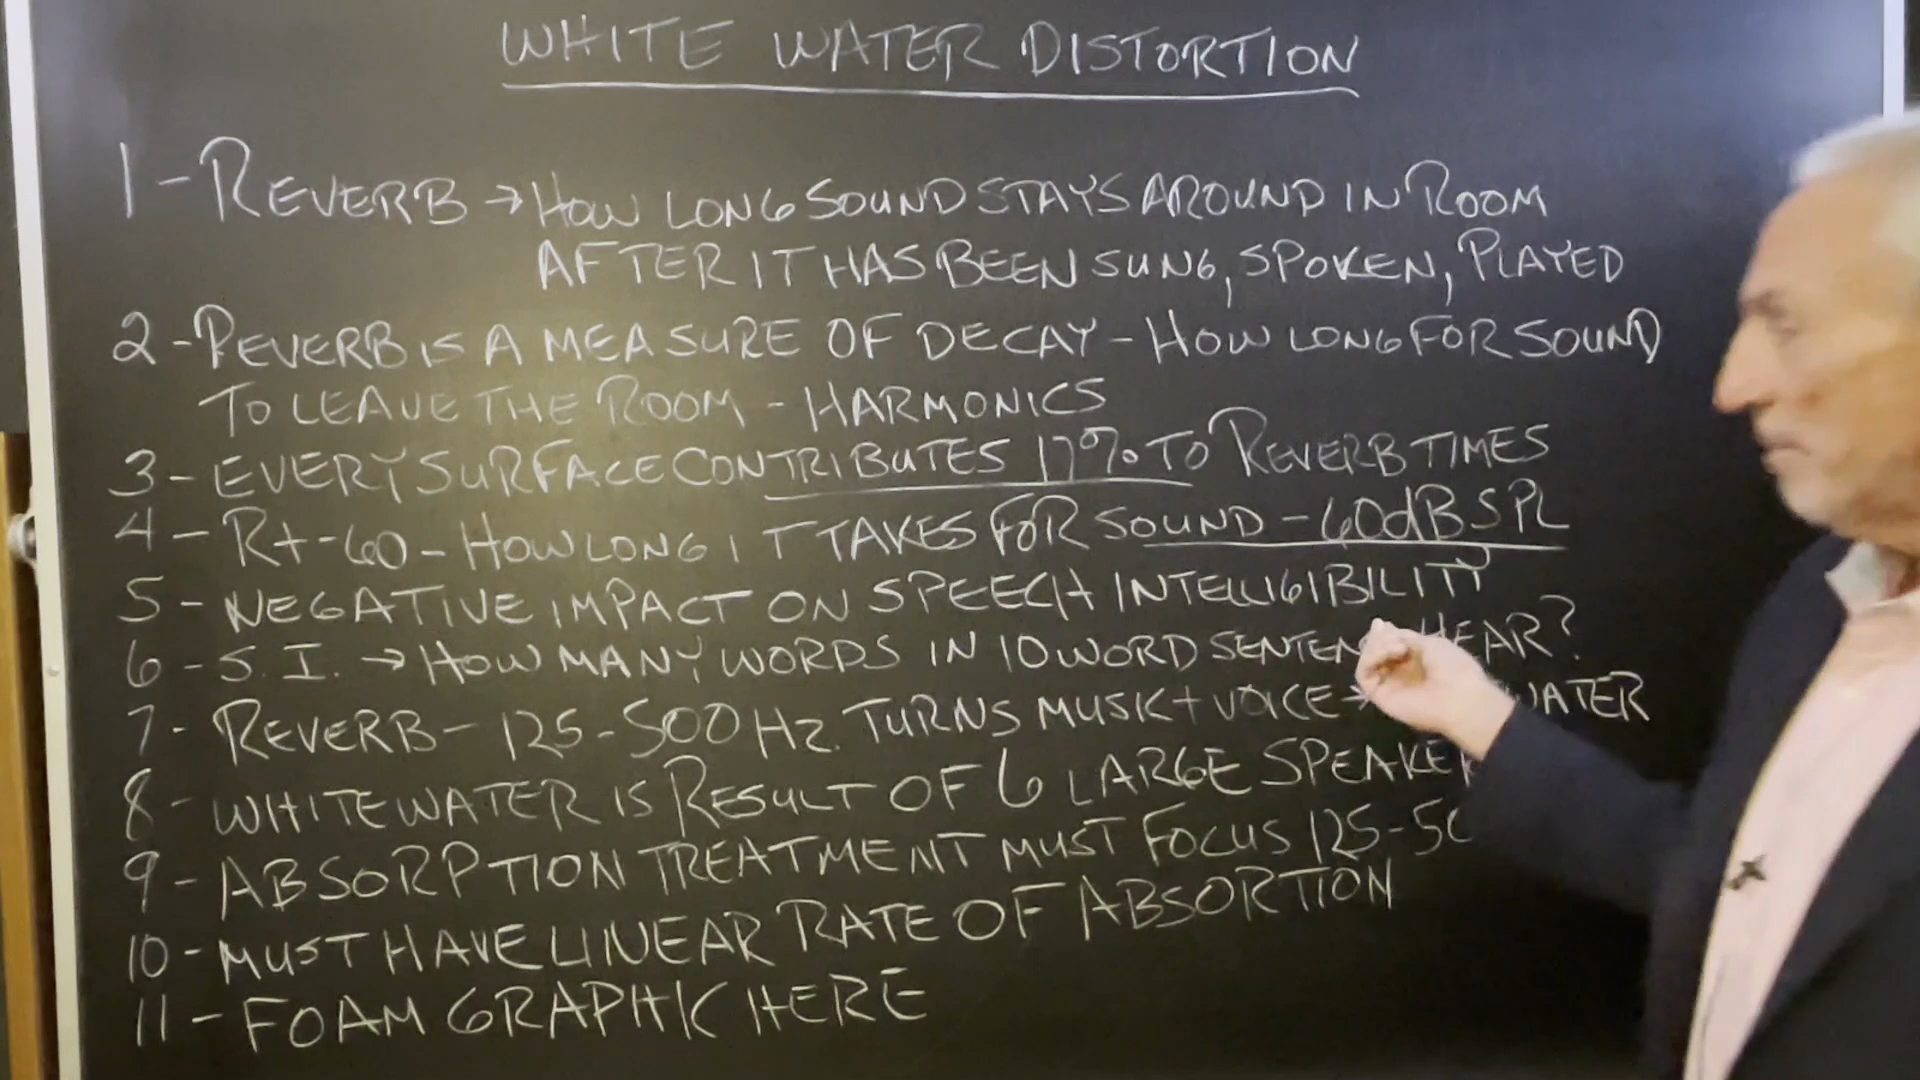 WHITE WATER DISTORTION
1 - REVERB → HOW LONG SOUND STAYS AROUND IN ROOM
AFTER IT HAS BEEN SUNG, SPOKEN, PLAYED
2 - REVERB IS A MEASURE OF DECAY - HOW LONG FOR SOUND
TO LEAVE THE ROOM - HARMONICS
3 - EVERY SURFACE CONTRIBUTES 17% TO REVERB TIMES
4 - Rt-60 - HOW LONG IT TAKES FOR SOUND - 60dB SPL
5 - NEGATIVE IMPACT ON SPEECH INTELLIGIBILITY
6 - S.I. → HOW MANY WORDS IN 10 WORD HEAR?
7 - REVERB - 125-500 HZ. TURNS MUSIC + VOICE → WATER
8 - WHITEWATER IS RESULT OF 6 LARGE
9 - ABSORPTION TREATMENT MUST FOCUS 125-
10 - MUST HAVE LINEAR RATE OF ABSORTION
11 - FOAM GRAPHIC HERE